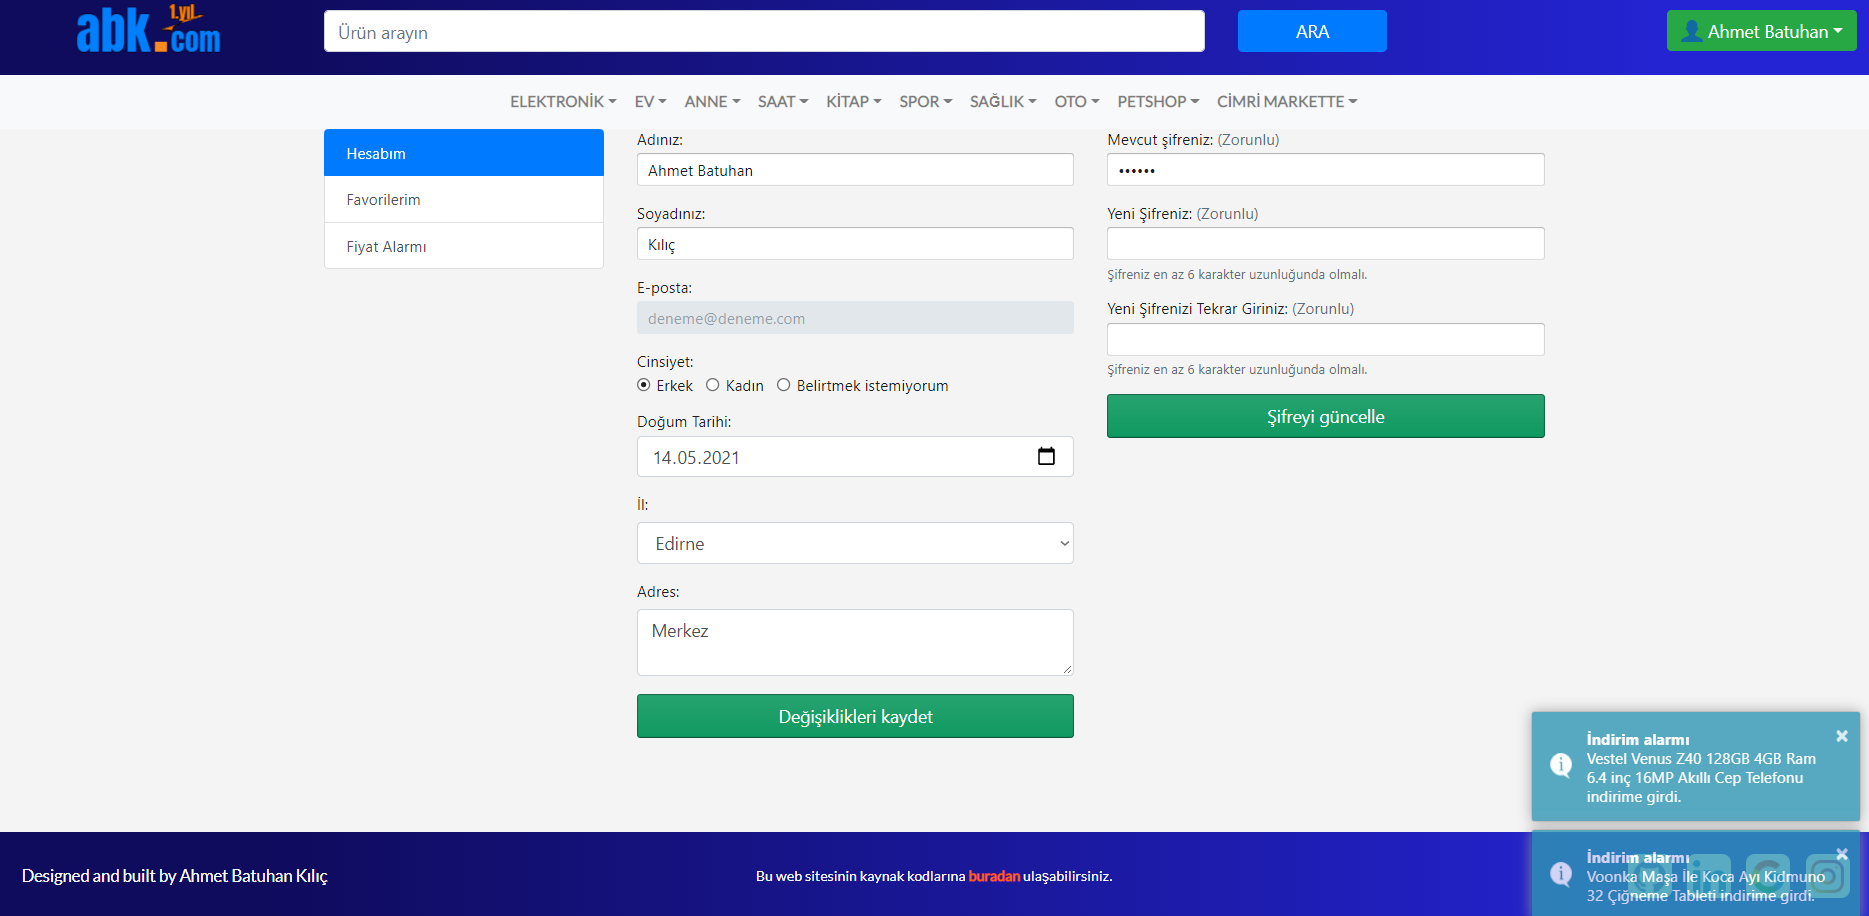 abk.com 1.yıl
Ürün arayın
ARA
Ahmet Batuhan
ELEKTRONİK EV ANNE SAAT KİTAP SPOR SAĞLIK OTO PETSHOP CİMRİ MARKETTE
Hesabım
Favorilerim
Fiyat Alarmı
Adınız:
Ahmet Batuhan
Soyadınız:
Kılıç
E-posta:
deneme@deneme.com
Cinsiyet:
Erkek Kadın Belirtmek istemiyorum
Doğum Tarihi:
14.05.2021
İl:
Edirne
Adres:
Merkez
Değişiklikleri kaydet
Mevcut şifreniz: (Zorunlu)
••••••
Yeni Şifreniz: (Zorunlu)
Şifreniz en az 6 karakter uzunluğunda olmalı.
Yeni Şifrenizi Tekrar Giriniz: (Zorunlu)
Şifreniz en az 6 karakter uzunluğunda olmalı.
Şifreyi güncelle
İndirim alarmı
Vestel Venus Z40 128GB 4GB Ram
6.4 inç 16MP Akıllı Cep Telefonu
indirime girdi.
İndirim alarmı
Voonka Maşa İle Koca Ayı Kidmuno
32 Çiğneme Tableti indirime girdi.
Designed and built by Ahmet Batuhan Kılıç
Bu web sitesinin kaynak kodlarına buradan ulaşabilirsiniz.